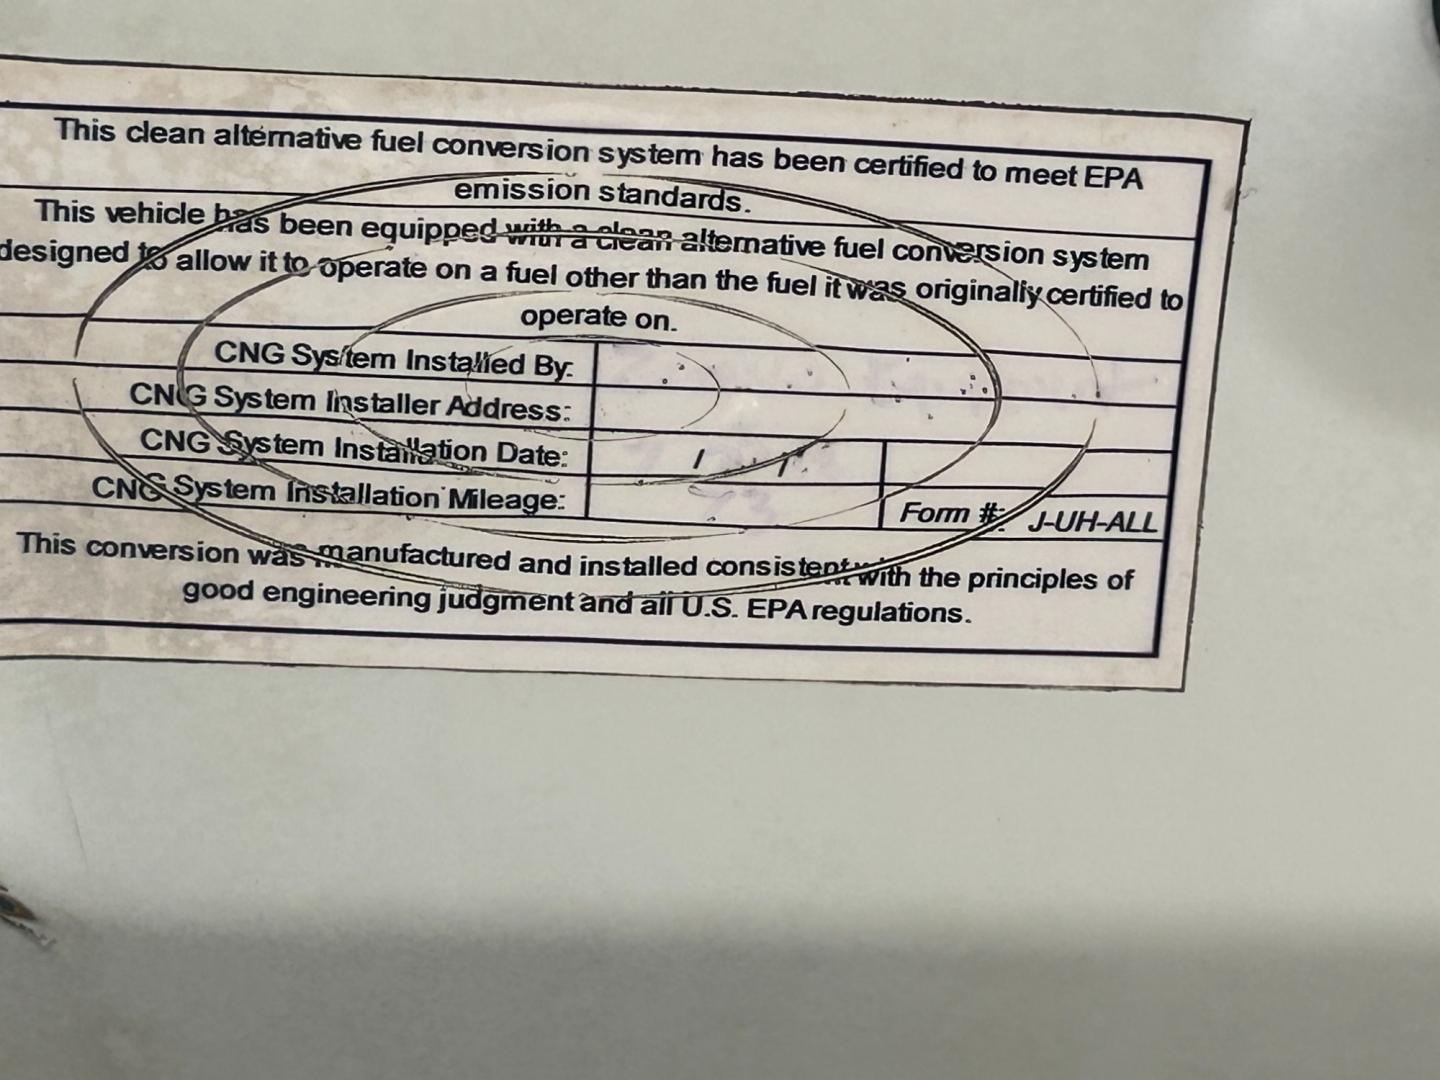 This clean alternative fuel conversion system has been certified to meet EPA
emission standards.
This vehicle has been equipped with a clean alternative fuel conversion system
designed to allow it to operate on a fuel other than the fuel it was originally certified to
operate on.
CNG System Installed By:
CNG System Installer Address:
CNG System Installation Date: / /
CNG System Installation Mileage: Form #: J-UH-ALL
This conversion was manufactured and installed consistent with the principles of
good engineering judgment and all U.S. EPA regulations.